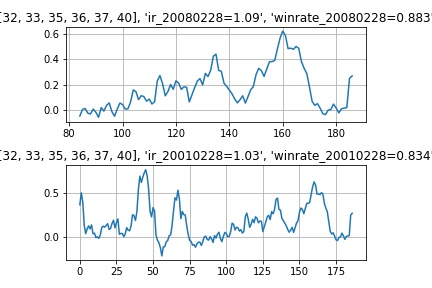 [32, 33, 35, 36, 37, 40], 'ir_20080228=1.09', 'winrate_20080228=0.883'
0.6
0.4
0.2
0.0
80 100 120 140 160 180
[32, 33, 35, 36, 37, 40], 'ir_20010228=1.03', 'winrate_20010228=0.834'
0.5
0.0
0 25 50 75 100 125 150 175